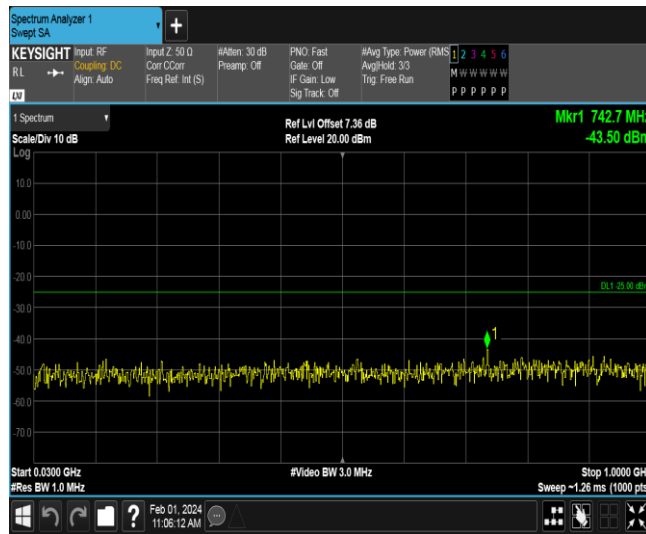 Spectrum Analyzer 1
Swept SA
+
KEYSIGHT Input: RF Input Z: 50 Ω #Atten: 30 dB PNO: Fast #Avg Type: Power (RMS 1 2 3 4 5 6
RL Coupling: DC Corr CCorr Preamp: Off Gate: Off Avg|Hold: 3/3 M W W W W W
Align: Auto Freq Ref: Int (S) IF Gain: Low Trig: Free Run
LXI Sig Track: Off P P P P P P
1 Spectrum Ref Lvl Offset 7.36 dB Mkr1 742.7 MH
Scale/Div 10 dB Ref Level 20.00 dBm -43.50 dBm
Log
10.0
0.00
-10.0
-20.0
DL1 -25.00 dBm
-30.0
-40.0
1
-50.0
-60.0
-70.0
Start 0.0300 GHz #Video BW 3.0 MHz Stop 1.0000 GH
#Res BW 1.0 MHz Sweep ~1.26 ms (1000 pts
? Feb 01, 2024
11:06:12 AM